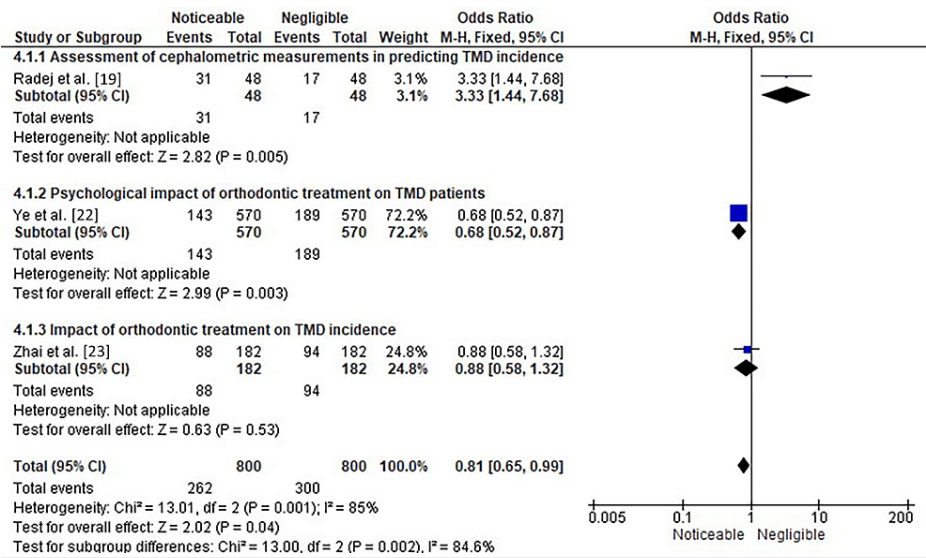 Noticeable Negligible Odds Ratio Odds Ratio
Study or Subgroup Events Total Events Total Weight M-H, Fixed, 95% CI M-H, Fixed, 95% CI
4.1.1 Assessment of cephalometric measurements in predicting TMD incidence
Radej et al. [19] 31 48 17 48 3.1% 3.33 [1.44, 7.68]
Subtotal (95% CI) 48 48 3.1% 3.33 [1.44, 7.68]
Total events 31 17
Heterogeneity: Not applicable
Test for overall effect: Z = 2.82 (P = 0.005)
4.1.2 Psychological impact of orthodontic treatment on TMD patients
Ye et al. [22] 143 570 189 570 72.2% 0.68 [0.52, 0.87]
Subtotal (95% CI) 570 570 72.2% 0.68 [0.52, 0.87]
Total events 143 189
Heterogeneity: Not applicable
Test for overall effect: Z = 2.99 (P = 0.003)
4.1.3 Impact of orthodontic treatment on TMD incidence
Zhai et al. [23] 88 182 94 182 24.8% 0.88 [0.58, 1.32]
Subtotal (95% CI) 182 182 24.8% 0.88 [0.58, 1.32]
Total events 88 94
Heterogeneity: Not applicable
Test for overall effect: Z = 0.63 (P = 0.53)
Total (95% CI) 800 800 100.0% 0.81 [0.65, 0.99]
Total events 262 300
Heterogeneity: Chi² = 13.01, df = 2 (P = 0.001); I² = 85%
Test for overall effect: Z = 2.02 (P = 0.04)
Test for subgroup differences: Chi² = 13.00, df = 2 (P = 0.002), I² = 84.6%
0.005 0.1 1 10 200
Noticeable Negligible